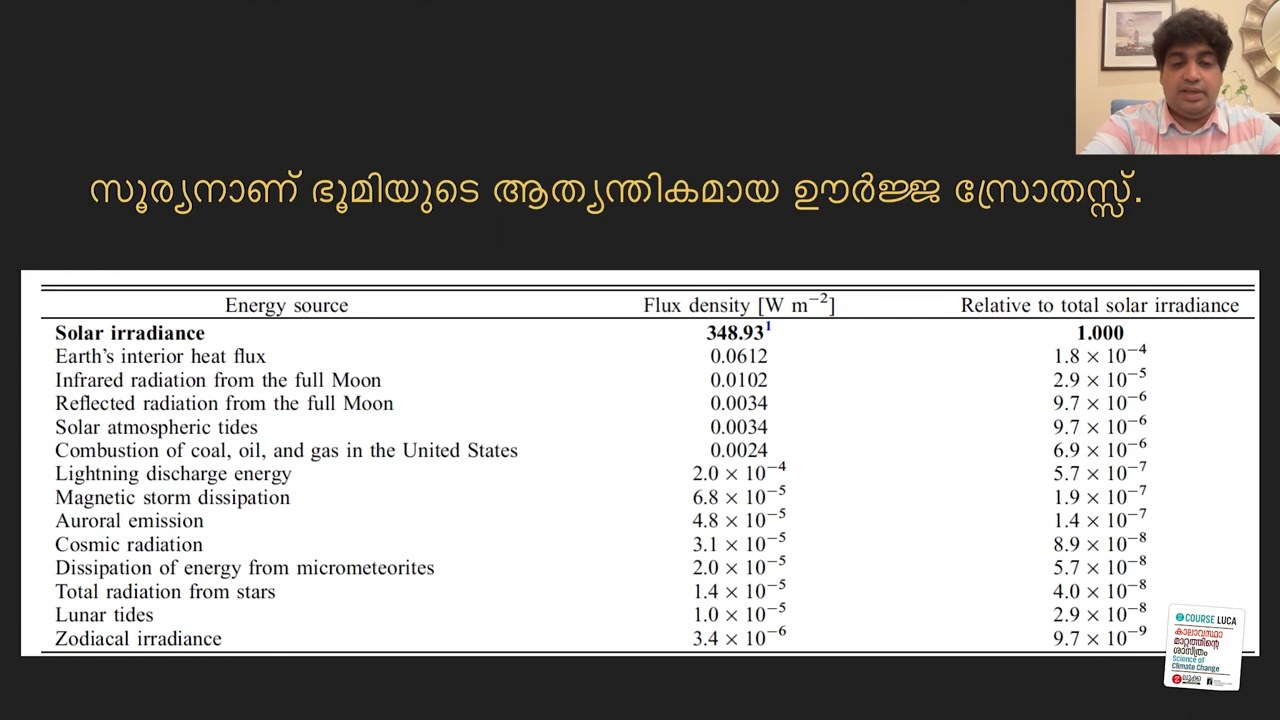 സൂര്യനാണ് ഭൂമിയുടെ ആത്യന്തികമായ ഊർജ്ജ സ്രോതസ്സ്.
Energy source Flux density [W m⁻²] Relative to total solar irradiance
Solar irradiance 348.93¹ 1.000
Earth's interior heat flux 0.0612 1.8 × 10⁻⁴
Infrared radiation from the full Moon 0.0102 2.9 × 10⁻⁵
Reflected radiation from the full Moon 0.0034 9.7 × 10⁻⁶
Solar atmospheric tides 0.0034 9.7 × 10⁻⁶
Combustion of coal, oil, and gas in the United States 0.0024 6.9 × 10⁻⁶
Lightning discharge energy 2.0 × 10⁻⁴ 5.7 × 10⁻⁷
Magnetic storm dissipation 6.8 × 10⁻⁵ 1.9 × 10⁻⁷
Auroral emission 4.8 × 10⁻⁵ 1.4 × 10⁻⁷
Cosmic radiation 3.1 × 10⁻⁵ 8.9 × 10⁻⁸
Dissipation of energy from micrometeorites 2.0 × 10⁻⁵ 5.7 × 10⁻⁸
Total radiation from stars 1.4 × 10⁻⁵ 4.0 × 10⁻⁸
Lunar tides 1.0 × 10⁻⁵ 2.9 × 10⁻⁸
Zodiacal irradiance 3.4 × 10⁻⁶ 9.7 × 10⁻⁹
COURSE LUCA
കാലാവസ്ഥാ
മാറ്റത്തിന്റെ
ശാസ്ത്രം
Science of
Climate Change
ലൂക്ക